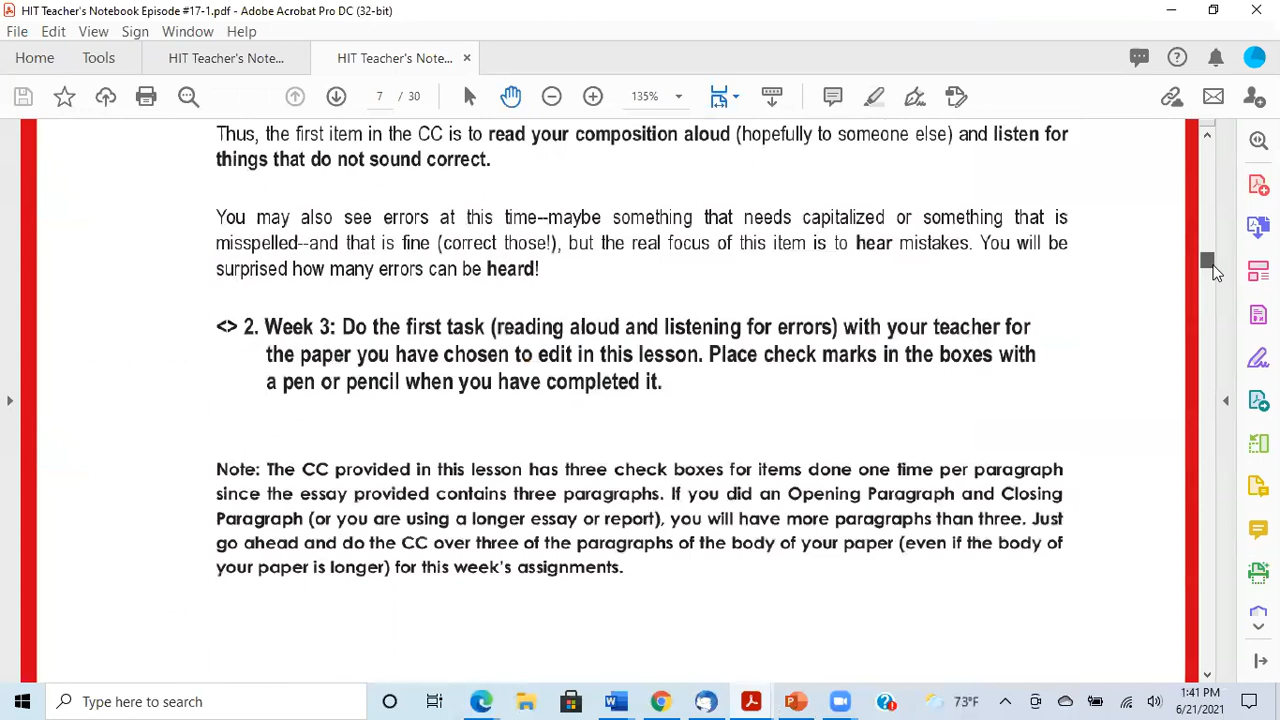 HIT Teacher's Notebook Episode #17-1.pdf - Adobe Acrobat Pro DC (32-bit)
File Edit View Sign Window Help
Home Tools HIT Teacher's Note... HIT Teacher's Note... ×
7 / 30 135%
Thus, the first item in the CC is to read your composition aloud (hopefully to someone else) and listen for
things that do not sound correct.
You may also see errors at this time--maybe something that needs capitalized or something that is
misspelled--and that is fine (correct those!), but the real focus of this item is to hear mistakes. You will be
surprised how many errors can be heard!
<> 2. Week 3: Do the first task (reading aloud and listening for errors) with your teacher for
the paper you have chosen to edit in this lesson. Place check marks in the boxes with
a pen or pencil when you have completed it.
Note: The CC provided in this lesson has three check boxes for items done one time per paragraph
since the essay provided contains three paragraphs. If you did an Opening Paragraph and Closing
Paragraph (or you are using a longer essay or report), you will have more paragraphs than three. Just
go ahead and do the CC over three of the paragraphs of the body of your paper (even if the body of
your paper is longer) for this week's assignments.
Type here to search
73°F
1:41 PM
6/21/2021